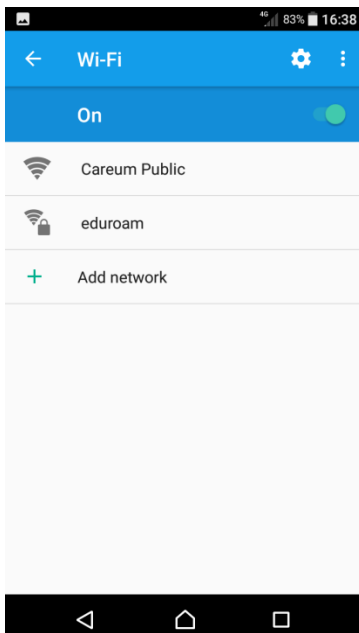 4G 83% 16:38
Wi-Fi
On
Careum Public
eduroam
Add network